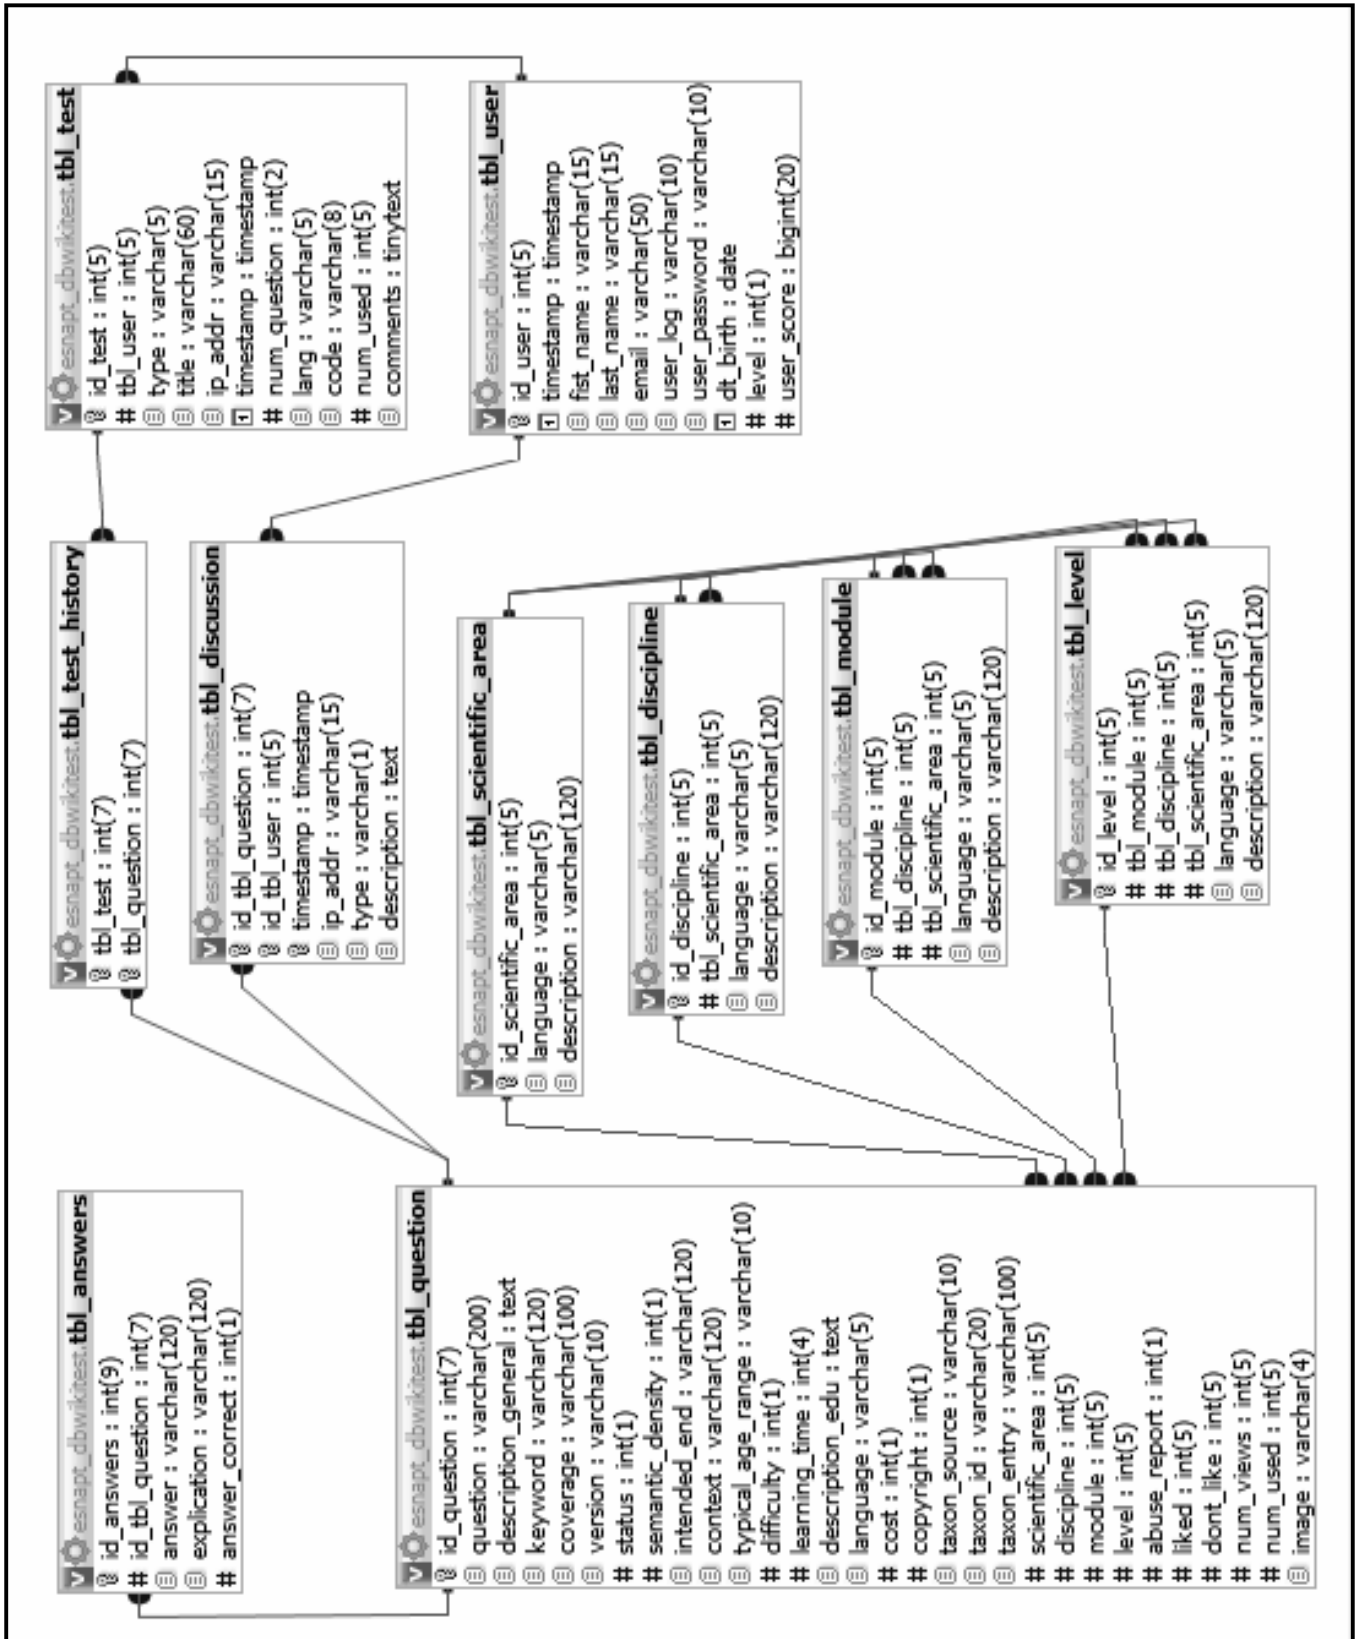 v esnapt_dbwikitest.tbl_answers
id_answers : int(9)
# id_tbl_question : int(7)
answer : varchar(120)
explication : varchar(120)
# answer_correct : int(1)
v esnapt_dbwikitest.tbl_question
id_question : int(7)
question : varchar(200)
description_general : text
keyword : varchar(120)
coverage : varchar(100)
version : varchar(10)
# status : int(1)
# semantic_density : int(1)
intended_end : varchar(120)
context : varchar(120)
typical_age_range : varchar(10)
# difficulty : int(1)
# learning_time : int(4)
description_edu : text
language : varchar(5)
# cost : int(1)
# copyright : int(1)
taxon_source : varchar(10)
taxon_id : varchar(20)
taxon_entry : varchar(100)
# scientific_area : int(5)
# discipline : int(5)
# module : int(5)
# level : int(5)
# abuse_report : int(1)
# liked : int(5)
# dont_like : int(5)
# num_views : int(5)
# num_used : int(5)
image : varchar(4)
v esnapt_dbwikitest.tbl_test_history
tbl_test : int(7)
tbl_question : int(7)
v esnapt_dbwikitest.tbl_discussion
id_tbl_question : int(7)
id_tbl_user : int(5)
timestamp : timestamp
ip_addr : varchar(15)
type : varchar(1)
description : text
v esnapt_dbwikitest.tbl_scientific_area
id_scientific_area : int(5)
language : varchar(5)
description : varchar(120)
v esnapt_dbwikitest.tbl_discipline
id_discipline : int(5)
# tbl_scientific_area : int(5)
language : varchar(5)
description : varchar(120)
v esnapt_dbwikitest.tbl_module
id_module : int(5)
# tbl_discipline : int(5)
# tbl_scientific_area : int(5)
language : varchar(5)
description : varchar(120)
v esnapt_dbwikitest.tbl_level
id_level : int(5)
# tbl_module : int(5)
# tbl_discipline : int(5)
# tbl_scientific_area : int(5)
language : varchar(5)
description : varchar(120)
v esnapt_dbwikitest.tbl_test
id_test : int(5)
# tbl_user : int(5)
type : varchar(5)
title : varchar(60)
ip_addr : varchar(15)
1 timestamp : timestamp
# num_question : int(2)
lang : varchar(5)
code : varchar(8)
# num_used : int(5)
comments : tinytext
v esnapt_dbwikitest.tbl_user
id_user : int(5)
1 timestamp : timestamp
fist_name : varchar(15)
last_name : varchar(15)
email : varchar(50)
user_log : varchar(10)
user_password : varchar(10)
1 dt_birth : date
# level : int(1)
# user_score : bigint(20)